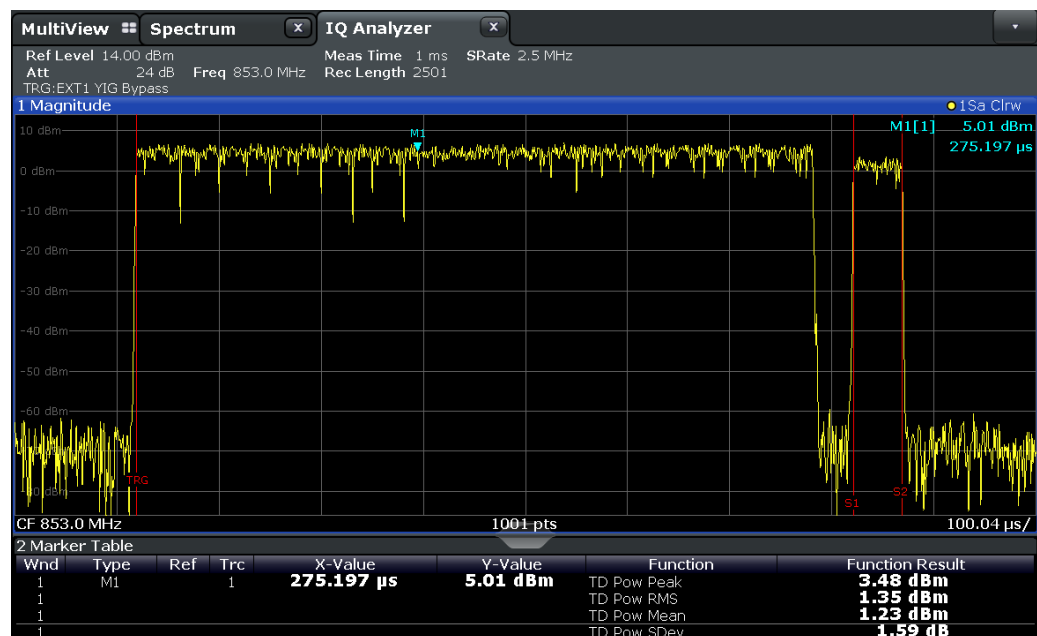 MultiView Spectrum X IQ Analyzer X
Ref Level 14.00 dBm Meas Time 1 ms SRate 2.5 MHz
Att 24 dB Freq 853.0 MHz Rec Length 2501
TRG:EXT1 YIG Bypass
1 Magnitude 1Sa Clrw
M1[1] 5.01 dBm
275.197 µs
10 dBm
M1
0 dBm
-10 dBm
-20 dBm
-30 dBm
-40 dBm
-50 dBm
-60 dBm
TRG
S1
S2
CF 853.0 MHz 1001 pts 100.04 µs/
2 Marker Table
Wnd Type Ref Trc X-Value Y-Value Function Function Result
1 M1 1 275.197 µs 5.01 dBm TD Pow Peak 3.48 dBm
1 TD Pow RMS 1.35 dBm
1 TD Pow Mean 1.23 dBm
1 TD Pow SDev 1.59 dB